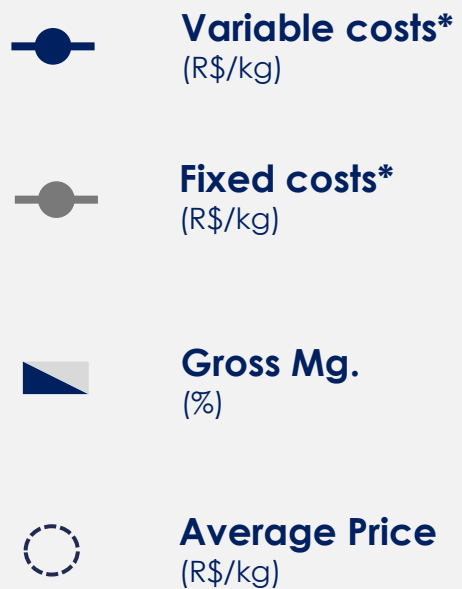 Variable costs*
(R$/kg)
Fixed costs*
(R$/kg)
Gross Mg.
(%)
Average Price
(R$/kg)